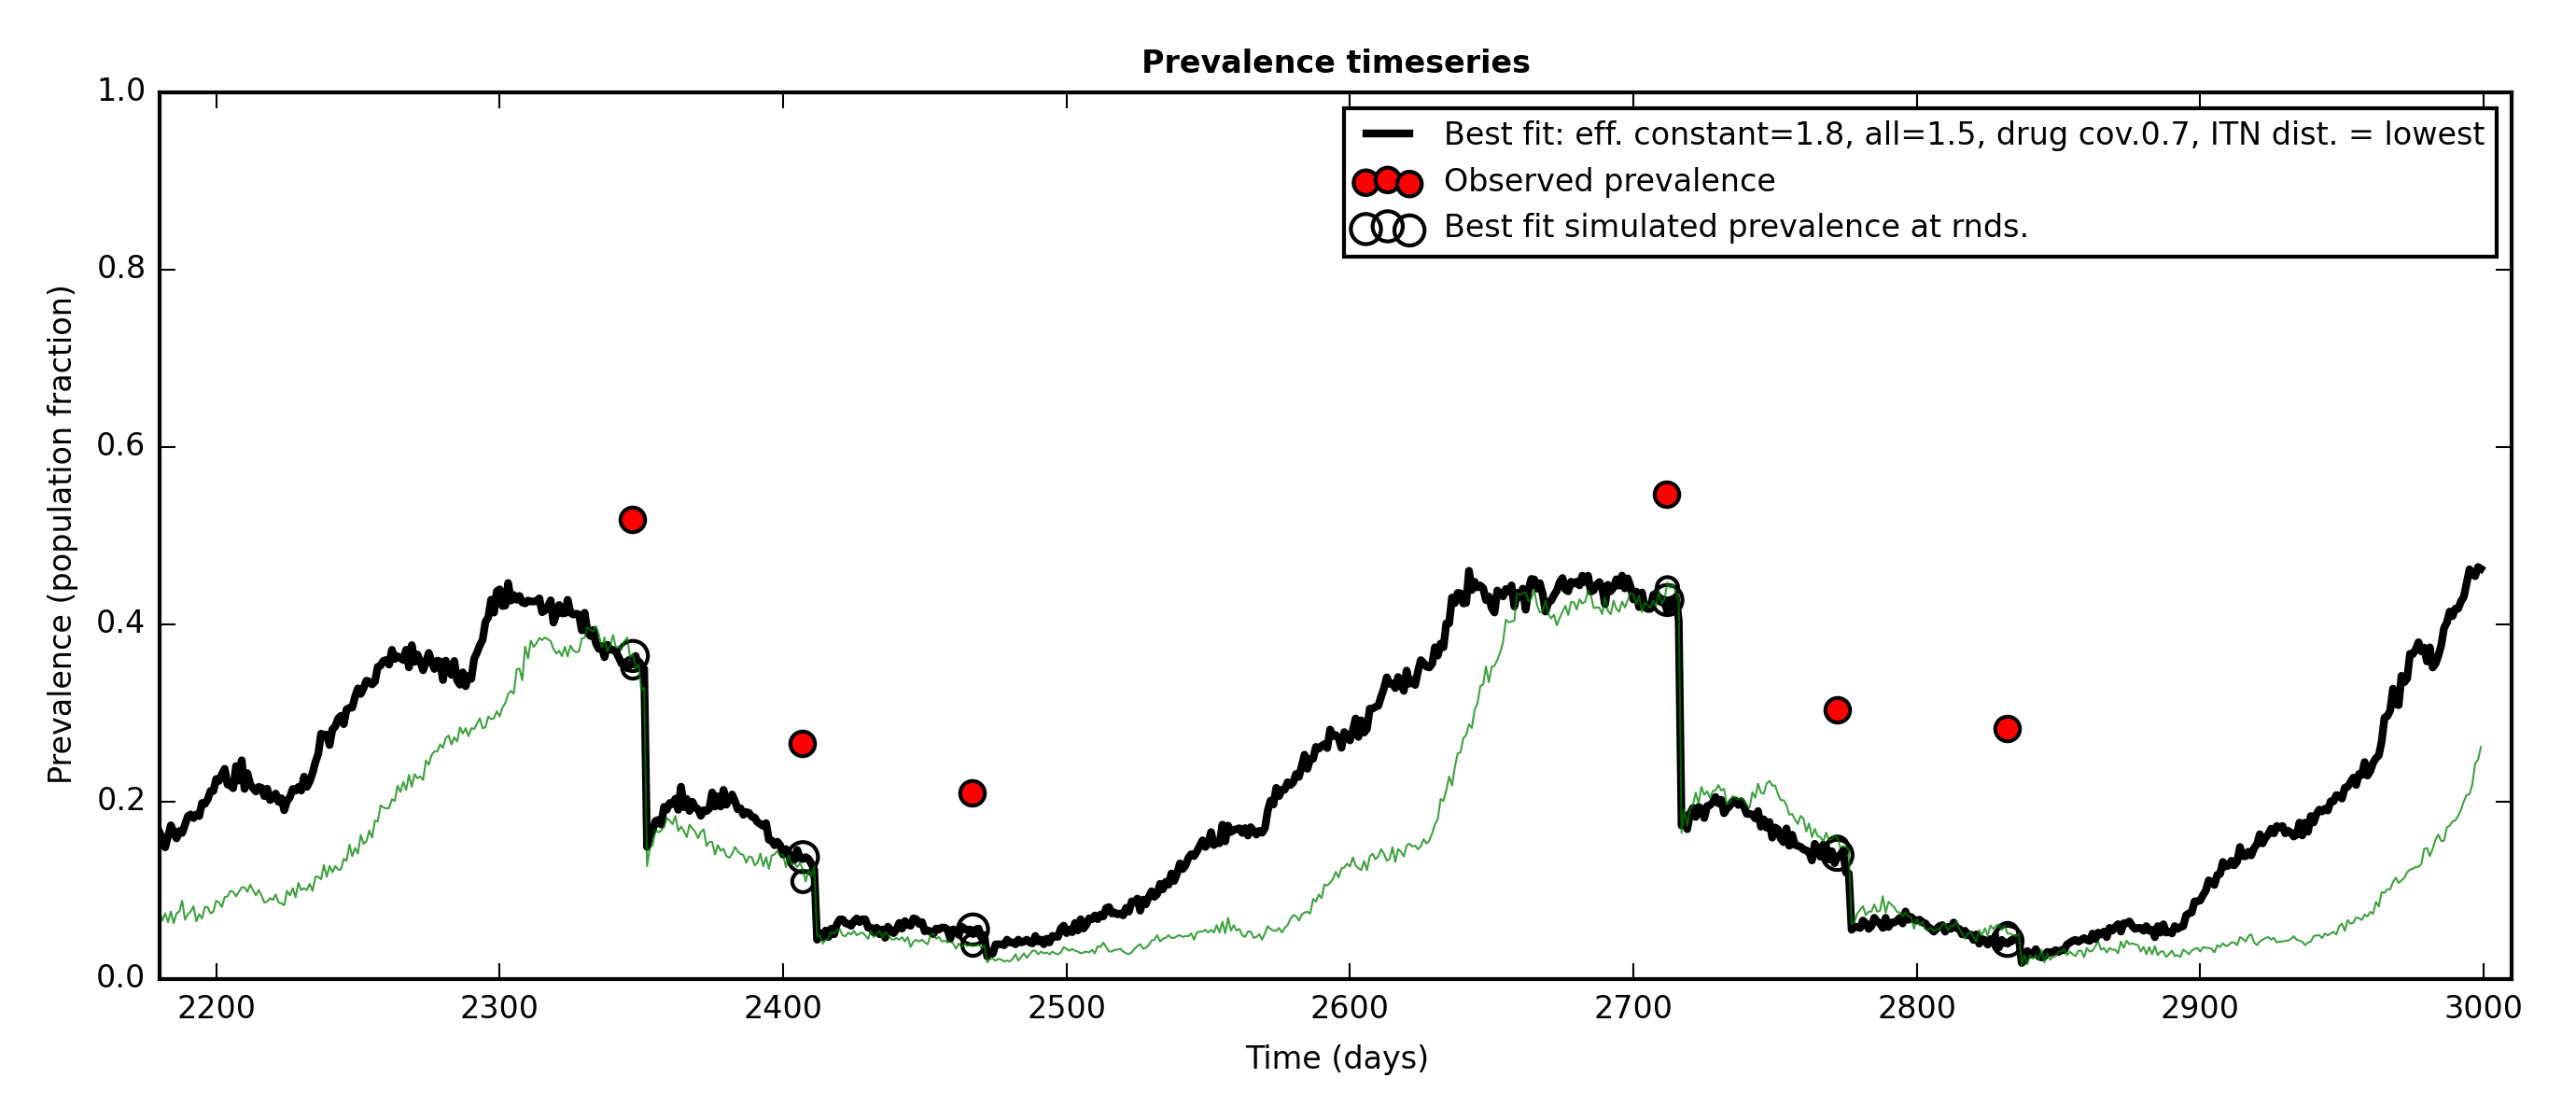 Prevalence timeseries
1.0
0.8
0.6
0.4
0.2
0.0
Prevalence (population fraction)
Best fit: eff. constant=1.8, all=1.5, drug cov.0.7, ITN dist. = lowest
Observed prevalence
Best fit simulated prevalence at rnds.
2200 2300 2400 2500 2600 2700 2800 2900 3000
Time (days)